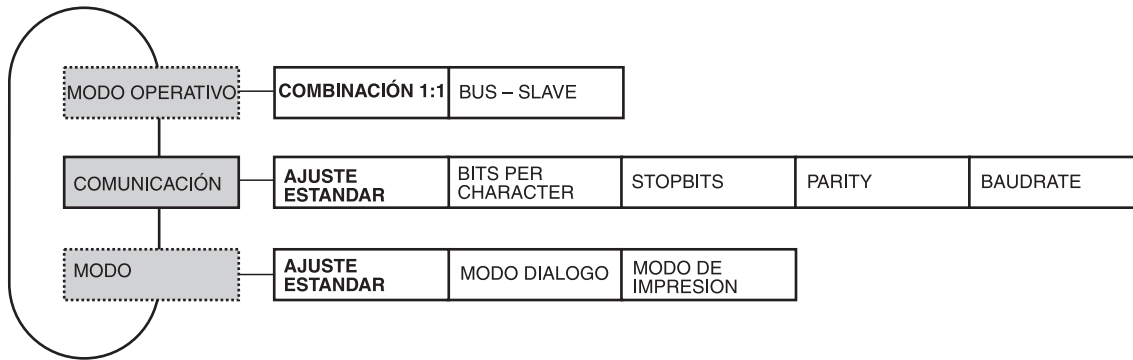 MODO OPERATIVO
COMBINACIÓN 1:1
BUS – SLAVE
COMUNICACIÓN
AJUSTE
ESTANDAR
BITS PER
CHARACTER
STOPBITS
PARITY
BAUDRATE
MODO
AJUSTE
ESTANDAR
MODO DIALOGO
MODO DE
IMPRESION